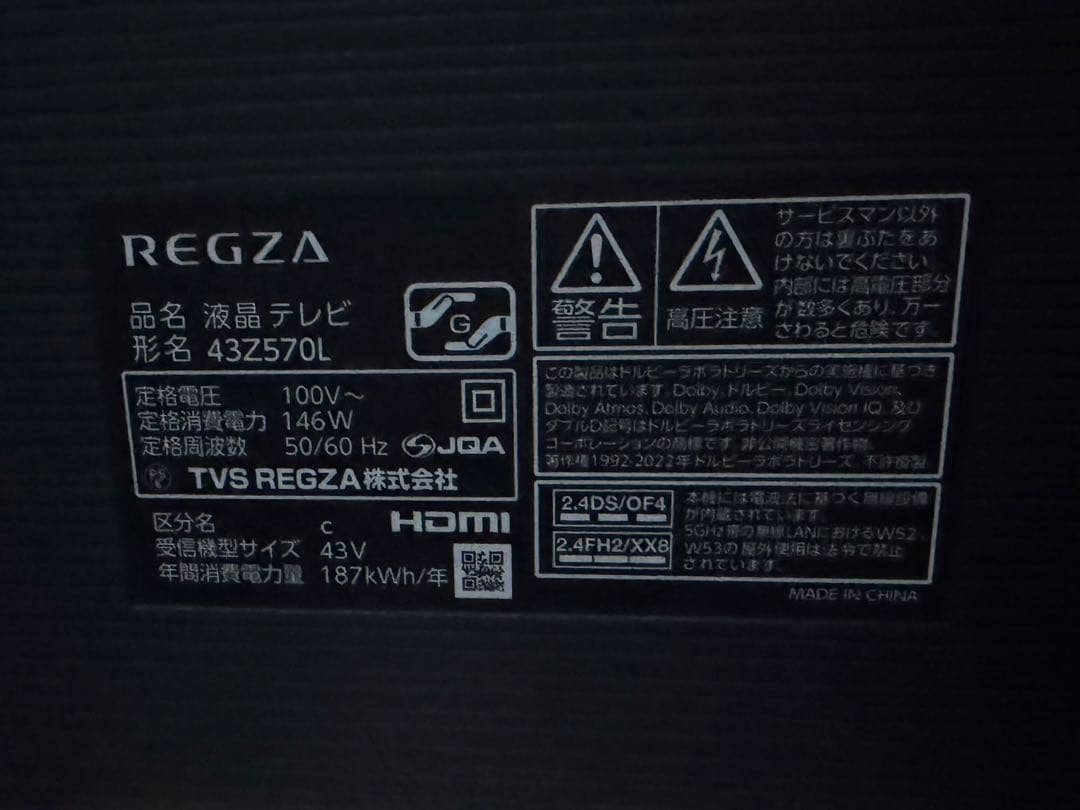 REGZA
品名 液晶テレビ
形名 43Z570L
G
定格電圧 100V～
定格消費電力 146W
定格周波数 50/60 Hz JQA
PS TVS REGZA株式会社
区分名 c HDMI
受信機型サイズ 43V
年間消費電力量 187kWh/年
警告
高圧注意
サービスマン以外
の方は裏ぶたをあ
けないでください
内部には高電圧部分
が数多くあり、万一
さわると危険です。
この製品はドルビーラボラトリーズからの実施権に基づき
製造されています。Dolby、ドルビー、Dolby Vision、
Dolby Atmos、Dolby Audio、Dolby Vision IQ、及び
ダブルD記号はドルビーラボラトリーズライセンシング
コーポレーションの商標です。非公開機密著作物。
著作権1992-2022年ドルビーラボラトリーズ。不許複製
2.4DS/OF4
2.4FH2/XX8
本機には電波法に基づく無線設備
が内蔵されています。
5GHz帯の無線LANにおけるW52、
W53の屋外使用は法令で禁止
されています。
MADE IN CHINA